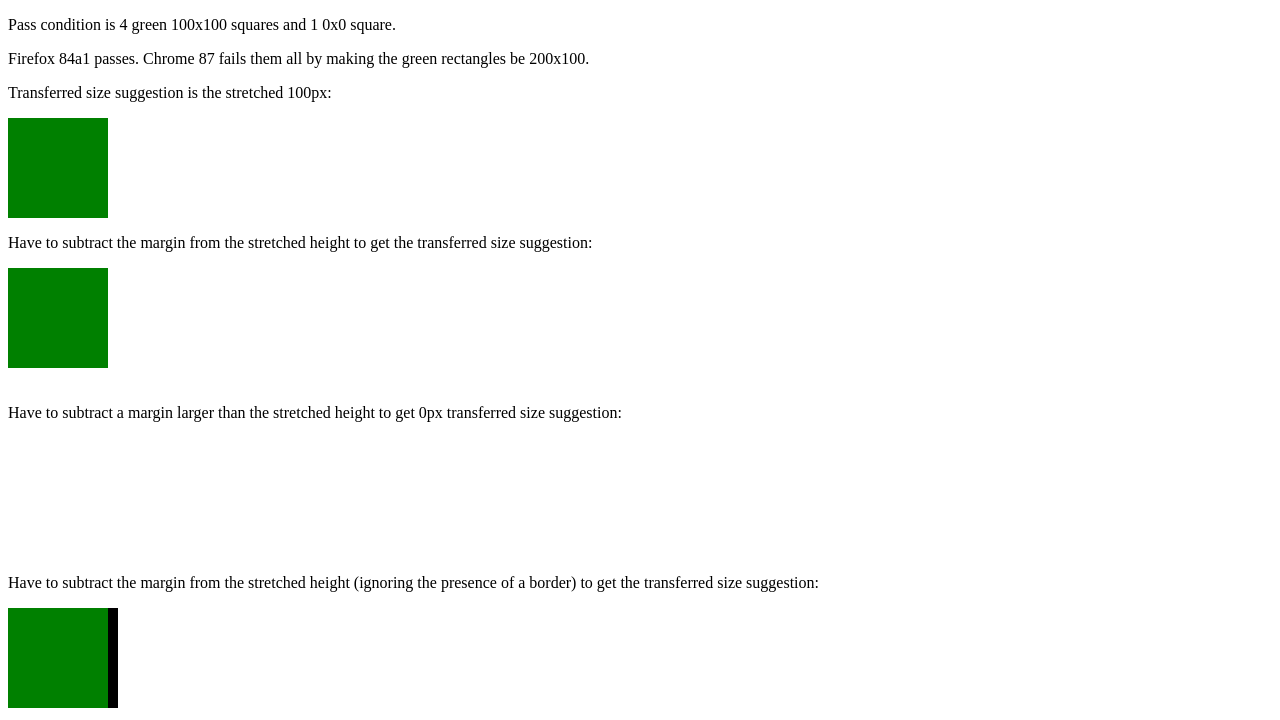 Pass condition is 4 green 100x100 squares and 1 0x0 square.
Firefox 84a1 passes. Chrome 87 fails them all by making the green rectangles be 200x100.
Transferred size suggestion is the stretched 100px:
Have to subtract the margin from the stretched height to get the transferred size suggestion:
Have to subtract a margin larger than the stretched height to get 0px transferred size suggestion:
Have to subtract the margin from the stretched height (ignoring the presence of a border) to get the transferred size suggestion: